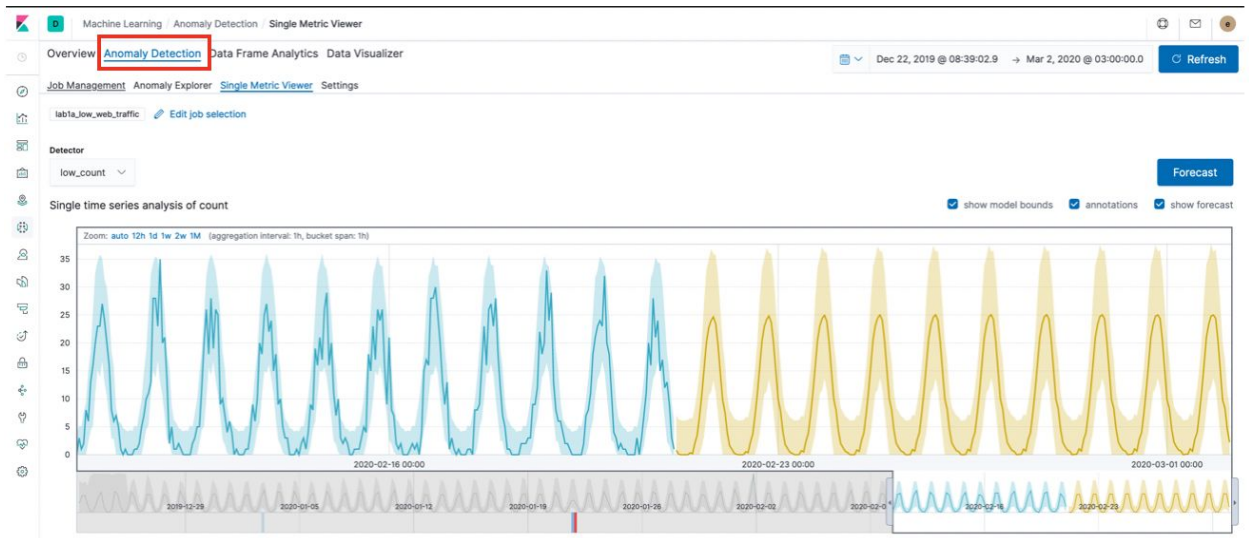 D Machine Learning / Anomaly Detection / Single Metric Viewer e
Overview Anomaly Detection Data Frame Analytics Data Visualizer
Dec 22, 2019 @ 08:39:02.9 → Mar 2, 2020 @ 03:00:00.0 Refresh
Job Management Anomaly Explorer Single Metric Viewer Settings
lab1a_low_web_traffic Edit job selection
Detector
low_count Forecast
Single time series analysis of count show model bounds annotations show forecast
Zoom: auto 12h 1d 1w 2w 1M (aggregation interval: 1h, bucket span: 1h)
35
30
25
20
15
10
5
0
2020-02-16 00:00 2020-02-23 00:00 2020-03-01 00:00
2019-12-29 2020-01-05 2020-01-12 2020-01-19 2020-01-26 2020-02-02 2020-02-0 2020-02-16 2020-02-23